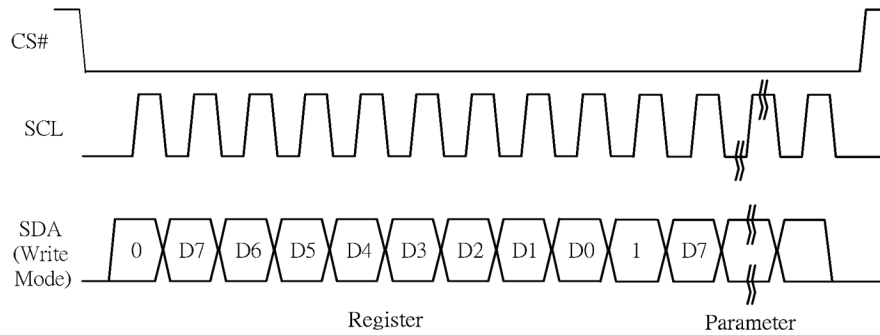 CS#
SCL
SDA
(Write
Mode)
0 D7 D6 D5 D4 D3 D2 D1 D0 1 D7
Register Parameter